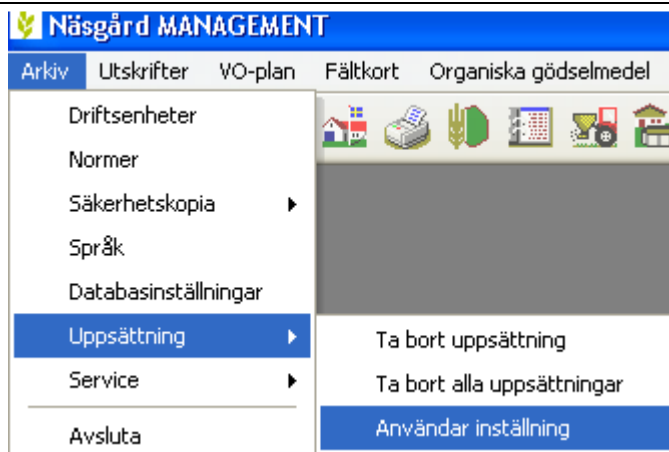 Näsgård MANAGEMENT
Arkiv Utskrifter VO-plan Fältkort Organiska gödselmedel
Driftsenheter
Normer
Säkerhetskopia
Språk
Databasinställningar
Uppsättning
Ta bort uppsättning
Service
Ta bort alla uppsättningar
Avsluta
Användar inställning